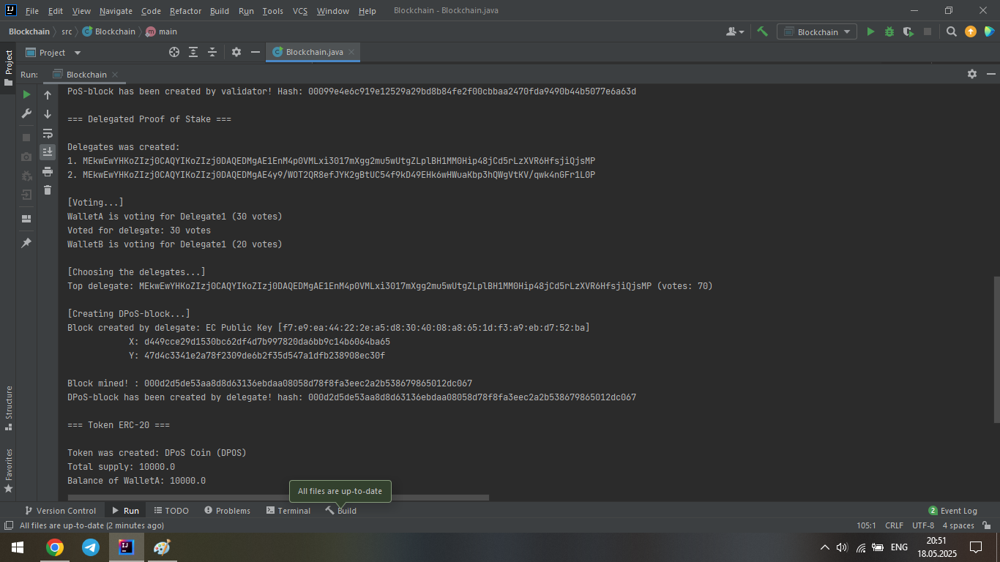 File Edit View Navigate Code Refactor Build Run Tools VCS Window Help Blockchain - Blockchain.java
Blockchain src Blockchain main Blockchain
Project Blockchain.java
Project
Run: Blockchain
PoS-block has been created by validator! Hash: 00099e4e6c919e12529a29bd8b84fe2f00cbbaa2470fda9490b44b5077e6a63d
=== Delegated Proof of Stake ===
Delegates was created:
1. MEkwEwYHKoZIzj0CAQYIKoZIzj0DAQEDMgAE1EnM4p0VMLxi3017mXgg2mu5wUtgZLplBH1MM0Hip48jCd5rLzXVR6HfsjiQjsMP
2. MEkwEwYHKoZIzj0CAQYIKoZIzj0DAQEDMgAE4y9/WOT2QR8efJYK2gBtUC54f9kD49EHk6wHWuaKbp3hQWgVtKV/qwk4nGFr1L0P
[Voting...]
WalletA is voting for Delegate1 (30 votes)
Voted for delegate: 30 votes
WalletB is voting for Delegate1 (20 votes)
[Choosing the delegates...]
Top delegate: MEkwEwYHKoZIzj0CAQYIKoZIzj0DAQEDMgAE1EnM4p0VMLxi3017mXgg2mu5wUtgZLplBH1MM0Hip48jCd5rLzXVR6HfsjiQjsMP (votes: 70)
[Creating DPoS-block...]
Block created by delegate: EC Public Key [f7:e9:ea:44:22:2e:a5:d8:30:40:08:a8:65:1d:f3:a9:eb:d7:52:ba]
X: d449cce29d1530bc62df4d7b997820da6bb9c14b6064ba65
Y: 47d4c3341e2a78f2309de6b2f35d547a1dfb238908ec30f
Block mined! : 000d2d5de53aa8d8d63136ebdaa08058d78f8fa3eec2a2b538679865012dc067
DPoS-block has been created by delegate! hash: 000d2d5de53aa8d8d63136ebdaa08058d78f8fa3eec2a2b538679865012dc067
=== Token ERC-20 ===
Token was created: DPoS Coin (DPOS)
Total supply: 10000.0
Balance of WalletA: 10000.0
Structure
Favorites
All files are up-to-date
Version Control Run TODO Problems Terminal Build 2 Event Log
All files are up-to-date (2 minutes ago) 105:1 CRLF UTF-8 4 spaces
ENG 20:51
18.05.2025